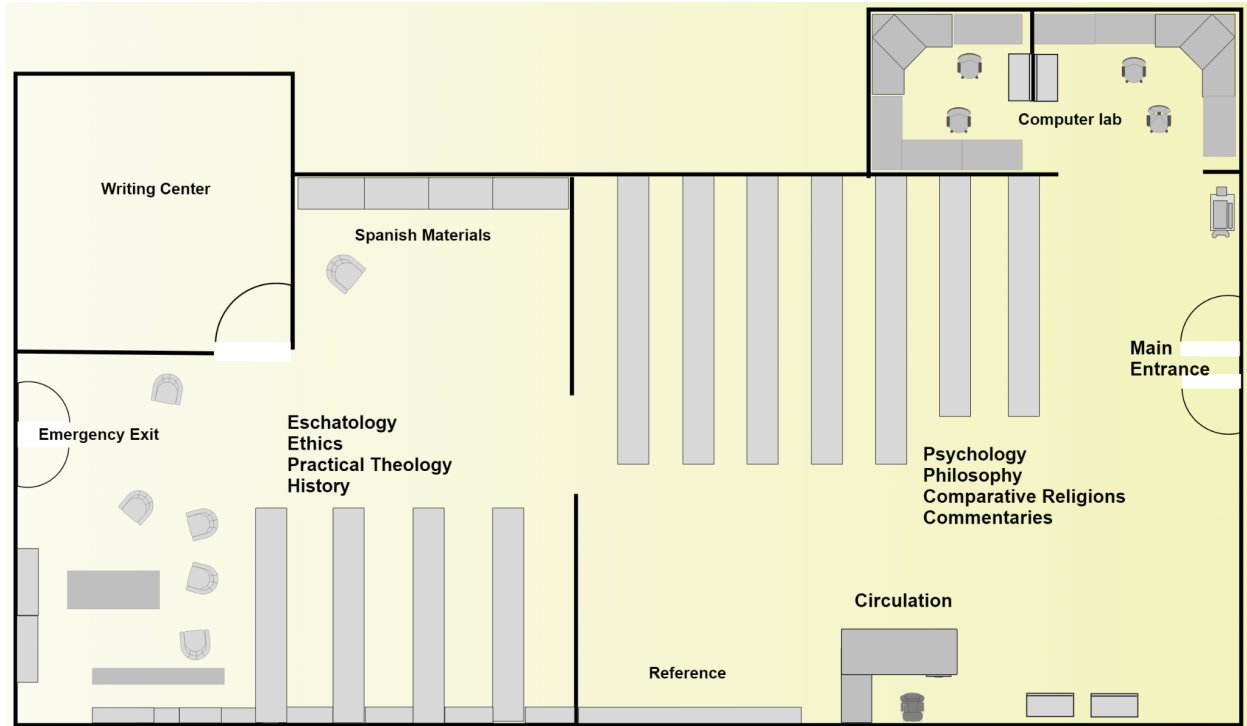 Computer lab
Writing Center
Spanish Materials
Main
Entrance
Emergency Exit
Eschatology
Ethics
Practical Theology
History
Psychology
Philosophy
Comparative Religions
Commentaries
Circulation
Reference